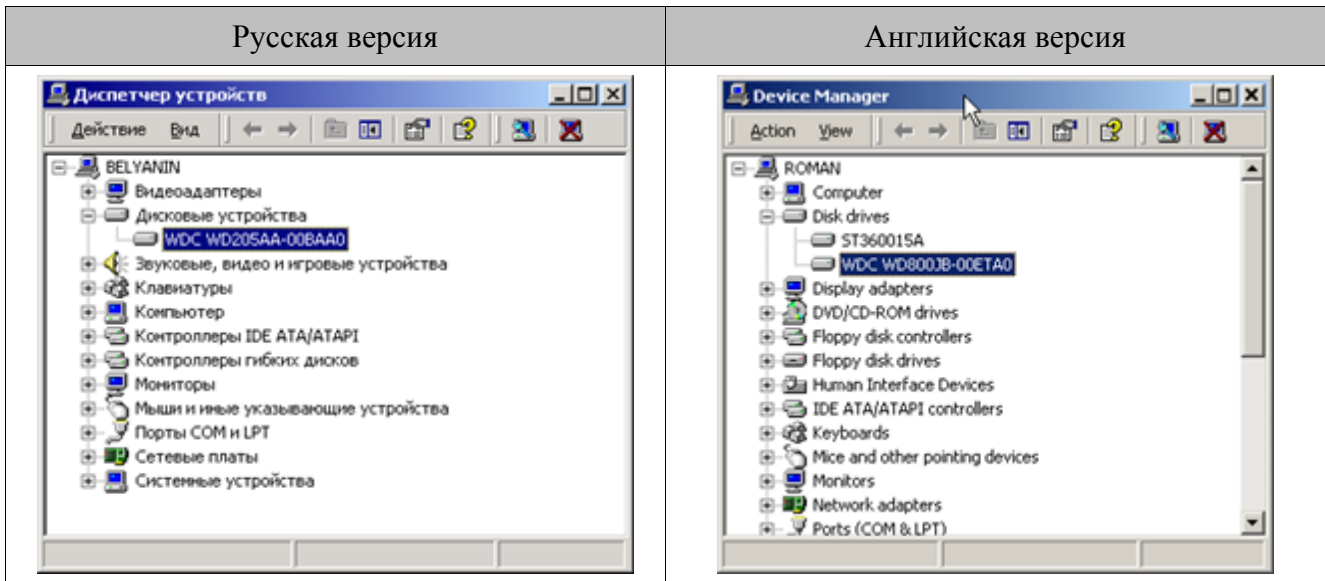 Русская версия
Английская версия
Диспетчер устройств
Действие Вид
BELYANIN
Видеоадаптеры
Дисковые устройства
WDC WD205AA-00BAA0
Звуковые, видео и игровые устройства
Клавиатуры
Компьютер
Контроллеры IDE ATA/ATAPI
Контроллеры гибких дисков
Мониторы
Мыши и иные указывающие устройства
Порты COM и LPT
Сетевые платы
Системные устройства
Device Manager
Action View
ROMAN
Computer
Disk drives
ST360015A
WDC WD800JB-00ETA0
Display adapters
DVD/CD-ROM drives
Floppy disk controllers
Floppy disk drives
Human Interface Devices
IDE ATA/ATAPI controllers
Keyboards
Mice and other pointing devices
Monitors
Network adapters
Ports (COM & LPT)